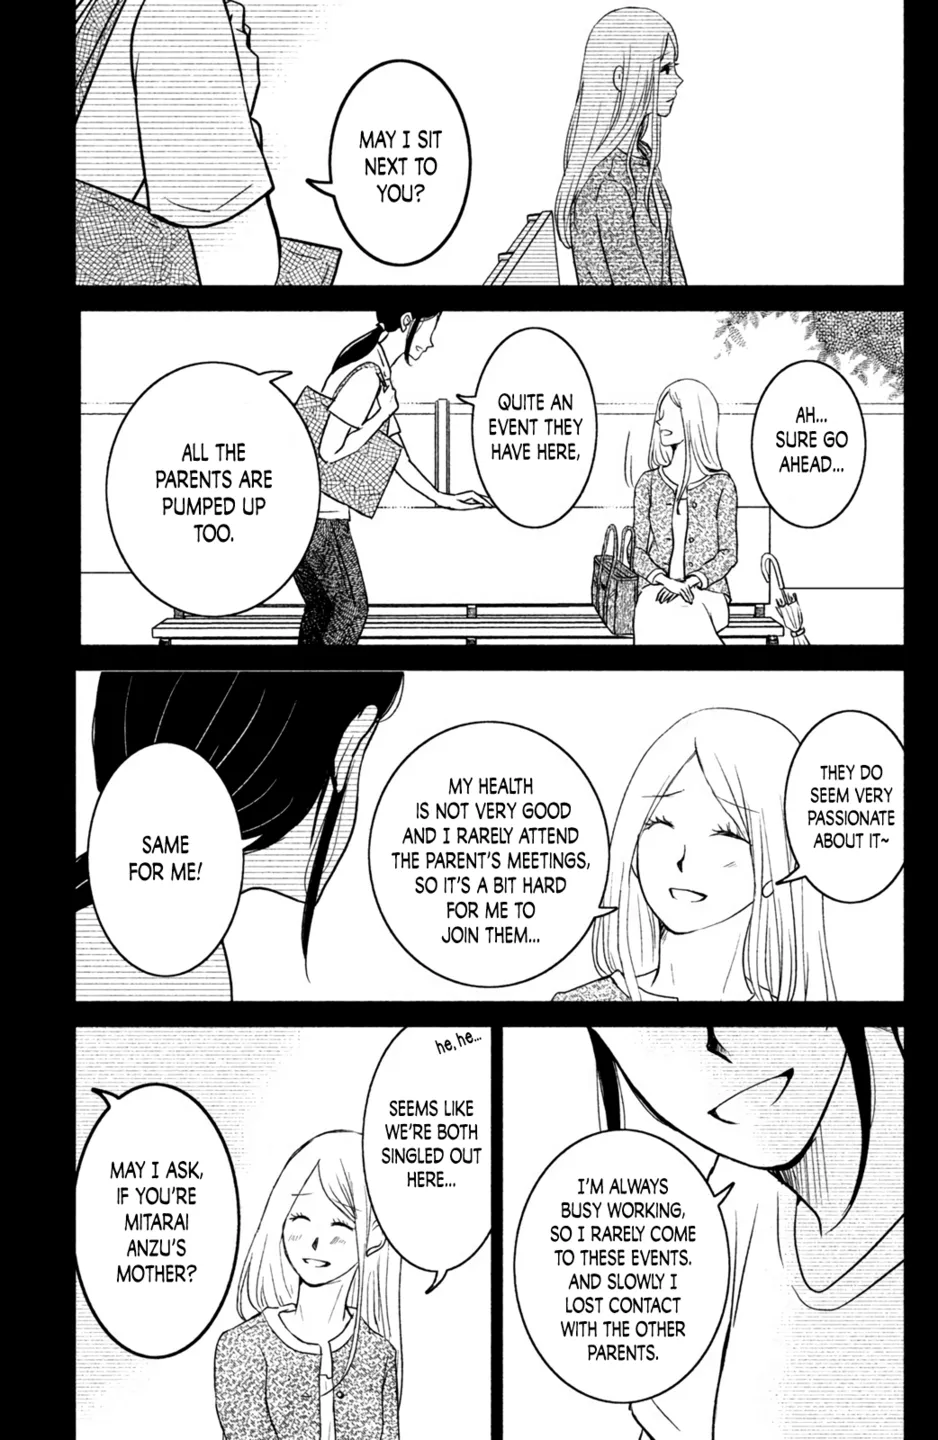 MAY I SIT
NEXT TO
YOU?
AH...
SURE GO
AHEAD...
QUITE AN
EVENT THEY
HAVE HERE,
ALL THE
PARENTS ARE
PUMPED UP
TOO.
THEY DO
SEEM VERY
PASSIONATE
ABOUT IT~
MY HEALTH
IS NOT VERY GOOD
AND I RARELY ATTEND
THE PARENT'S MEETINGS,
SO IT'S A BIT HARD
FOR ME TO
JOIN THEM...
SAME
FOR ME!
I'M ALWAYS
BUSY WORKING,
SO I RARELY COME
TO THESE EVENTS.
AND SLOWLY I
LOST CONTACT
WITH THE OTHER
PARENTS.
he, he...
SEEMS LIKE
WE'RE BOTH
SINGLED OUT
HERE...
MAY I ASK,
IF YOU'RE
MITARAI
ANZU'S
MOTHER?